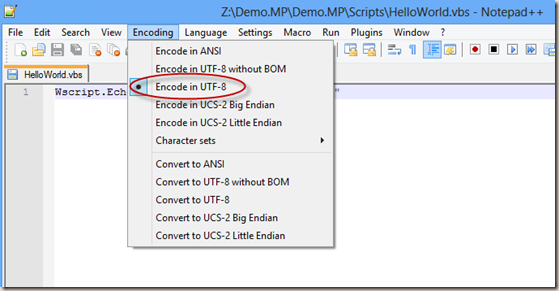 Z:\Demo.MP\Demo.MP\Scripts\HelloWorld.vbs - Notepad++
File Edit Search View Encoding Language Settings Macro Run Plugins Window ?
HelloWorld.vbs
1 Wscript.Ech "
Encode in ANSI
Encode in UTF-8 without BOM
Encode in UTF-8
Encode in UCS-2 Big Endian
Encode in UCS-2 Little Endian
Character sets
Convert to ANSI
Convert to UTF-8 without BOM
Convert to UTF-8
Convert to UCS-2 Big Endian
Convert to UCS-2 Little Endian